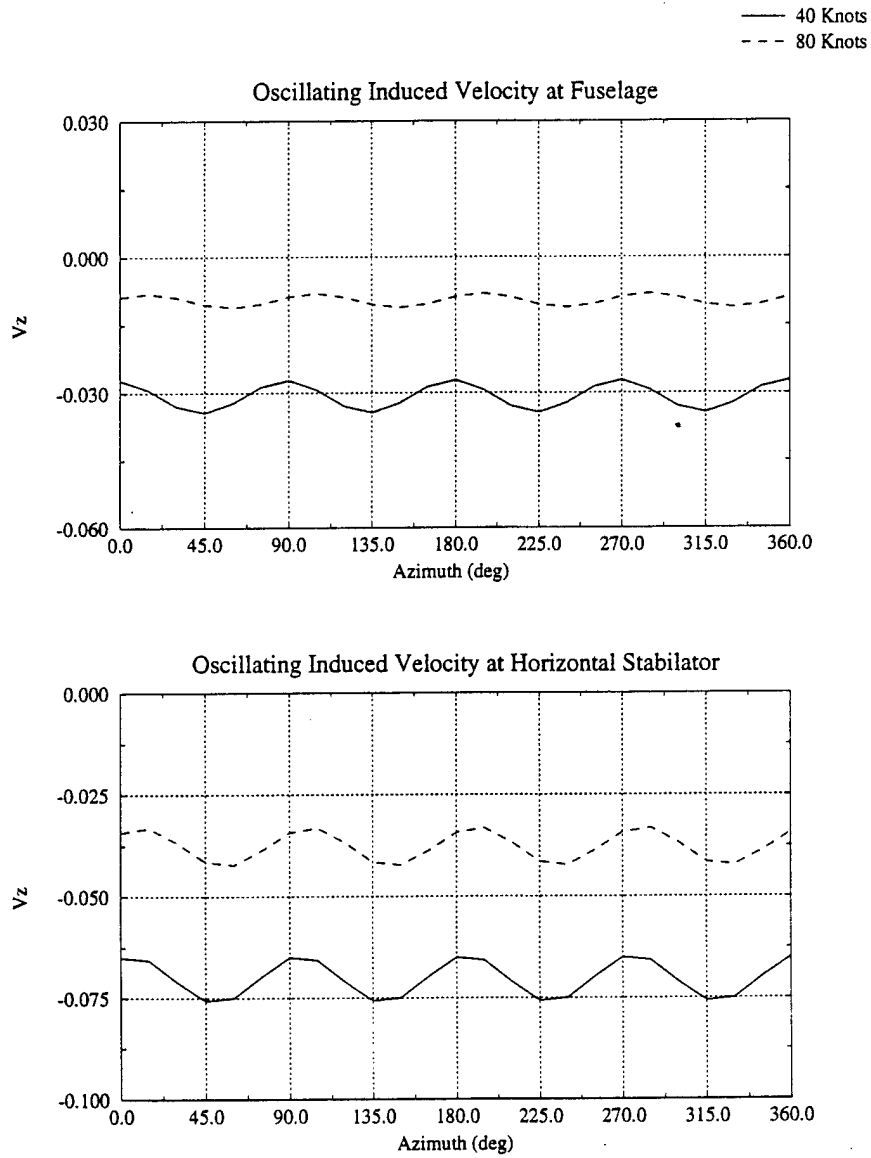 40 Knots
80 Knots
Oscillating Induced Velocity at Fuselage
0.030
0.000
-0.030
-0.060
Vz
0.0 45.0 90.0 135.0 180.0 225.0 270.0 315.0 360.0
Azimuth (deg)
Oscillating Induced Velocity at Horizontal Stabilator
0.000
-0.025
-0.050
-0.075
-0.100
Vz
0.0 45.0 90.0 135.0 180.0 225.0 270.0 315.0 360.0
Azimuth (deg)